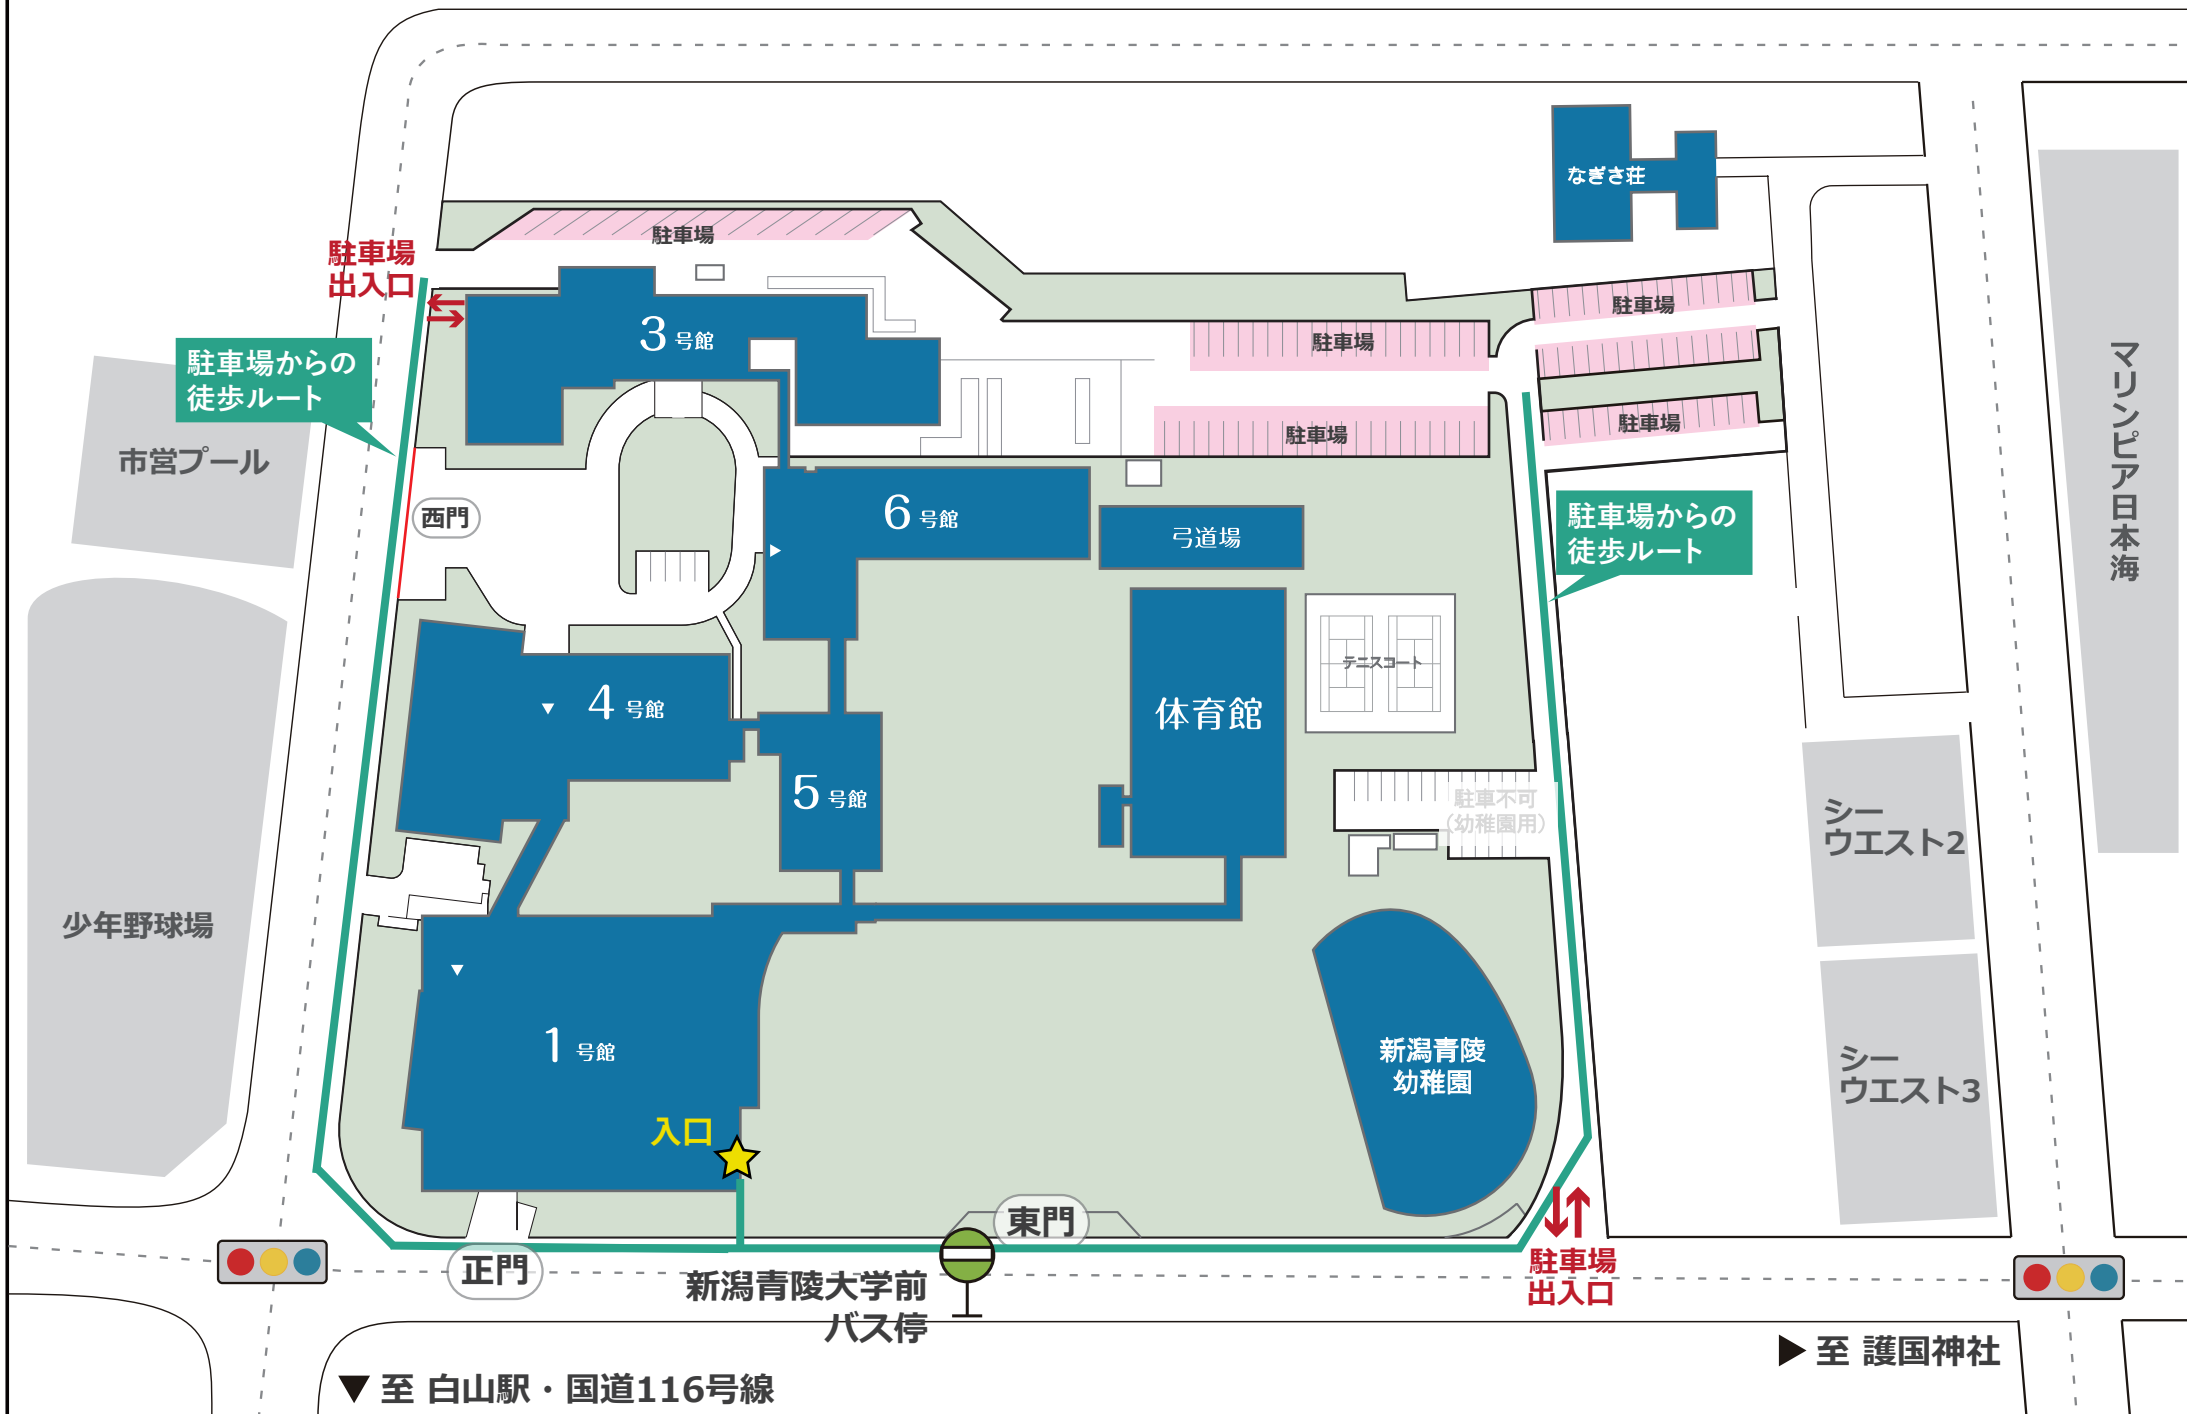 なぎさ荘
駐車場
駐車場
出入口
駐車場
3 号館
駐車場
駐車場からの
徒歩ルート
市営プール
駐車場
駐車場
マリンピア日本海
西門
6 号館
弓道場
駐車場からの
徒歩ルート
テニスコート
4 号館
体育館
5 号館
駐車不可
（幼稚園用）
シー
ウエスト2
少年野球場
1 号館
新潟青陵
幼稚園
シー
ウエスト3
入口
東門
正門
新潟青陵大学前
バス停
駐車場
出入口
▶ 至 護国神社
▼ 至 白山駅・国道116号線